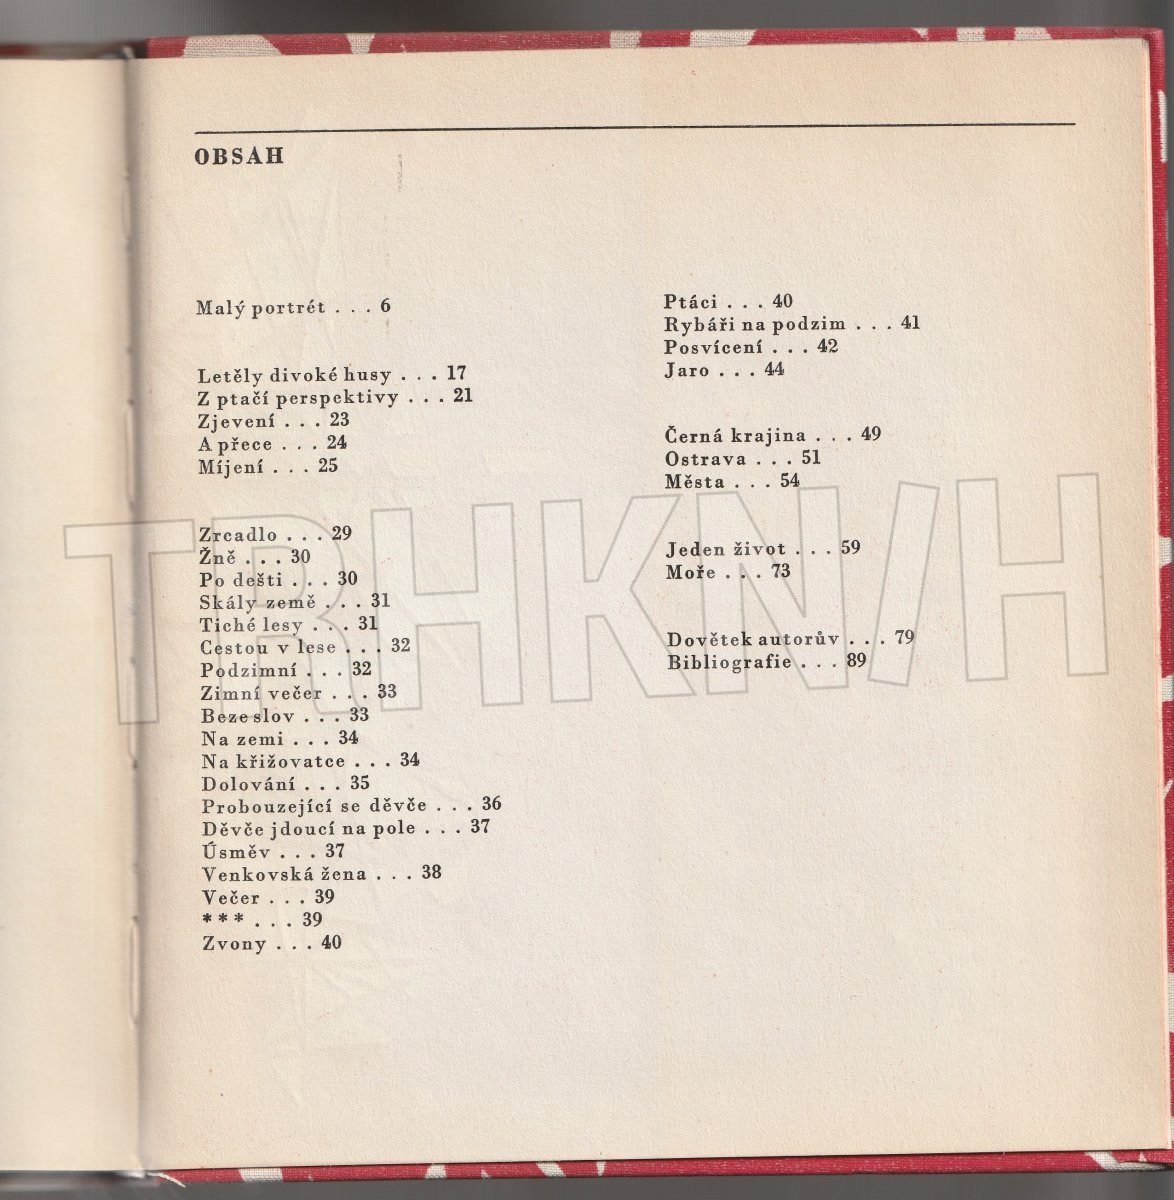 OBSAH
Malý portrét . . . 6
Letěly divoké husy . . . 17
Z ptačí perspektivy . . . 21
Zjevení . . . 23
A přece . . . 24
Míjení . . . 25
Zrcadlo . . . 29
Žně . . . 30
Po dešti . . . 30
Skály země . . . 31
Tiché lesy . . . 31
Cestou v lese . . . 32
Podzimní . . . 32
Zimní večer . . . 33
Beze slov . . . 33
Na zemi . . . 34
Na křižovatce . . . 34
Dolování . . . 35
Probouzející se děvče . . . 36
Děvče jdoucí na pole . . . 37
Úsměv . . . 37
Venkovská žena . . . 38
Večer . . . 39
* * * . . . 39
Zvony . . . 40
Ptáci . . . 40
Rybáři na podzim . . . 41
Posvícení . . . 42
Jaro . . . 44
Černá krajina . . . 49
Ostrava . . . 51
Města . . . 54
Jeden život . . . 59
Moře . . . 73
Dovětek autorův . . . 79
Bibliografie . . . 89
TRHKN/H